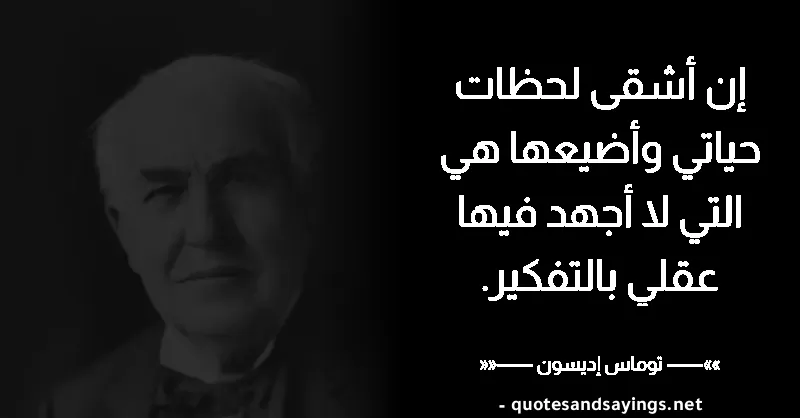 إن أشقى لحظات
حياتي وأضيعها هي
التي لا أجهد فيها
عقلي بالتفكير.
»»—— توماس إديسون ——««
- quotesandsayings.net